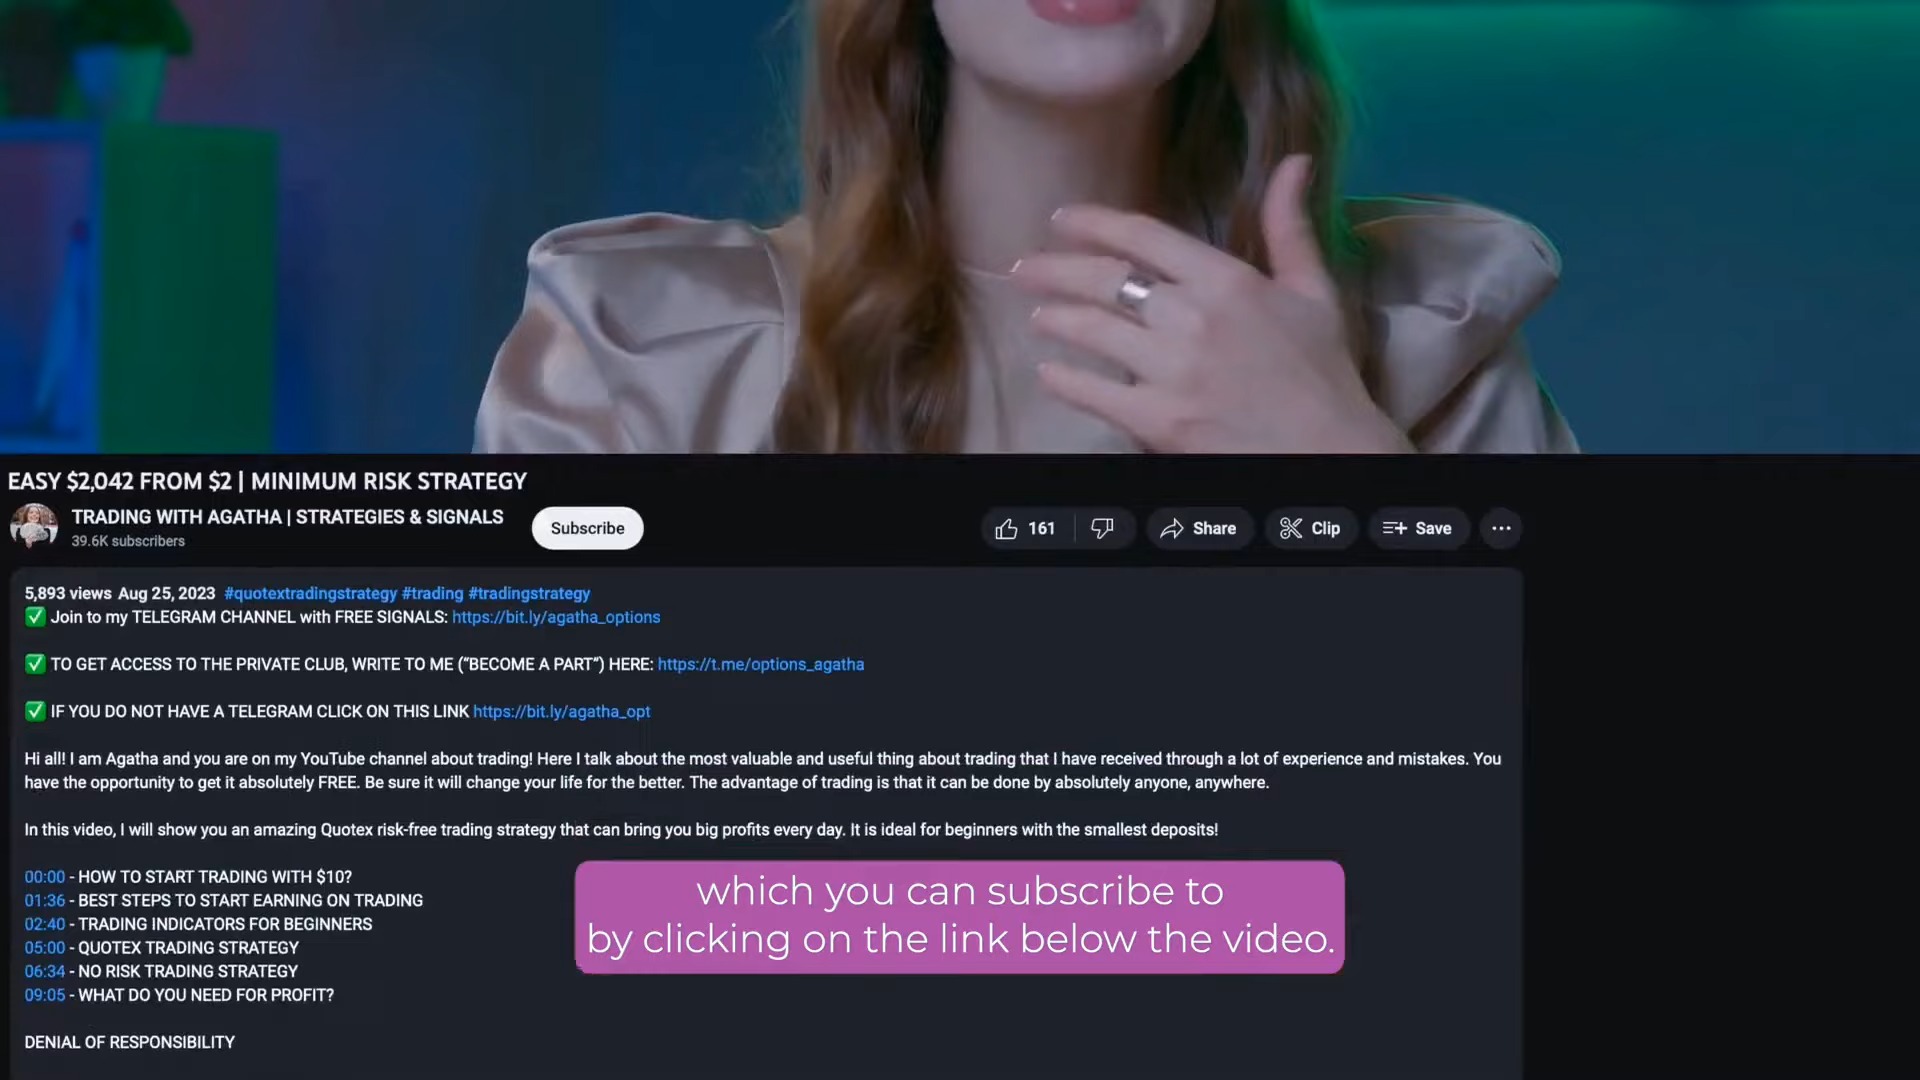 EASY $2,042 FROM $2 | MINIMUM RISK STRATEGY
TRADING WITH AGATHA | STRATEGIES & SIGNALS
39.6K subscribers
Subscribe
161
Share
Clip
Save
5,893 views Aug 25, 2023 #quotextradingstrategy #trading #tradingstrategy
✅ Join to my TELEGRAM CHANNEL with FREE SIGNALS: https://bit.ly/agatha_options
✅ TO GET ACCESS TO THE PRIVATE CLUB, WRITE TO ME (“BECOME A PART”) HERE: https://t.me/options_agatha
✅ IF YOU DO NOT HAVE A TELEGRAM CLICK ON THIS LINK https://bit.ly/agatha_opt
Hi all! I am Agatha and you are on my YouTube channel about trading! Here I talk about the most valuable and useful thing about trading that I have received through a lot of experience and mistakes. You
have the opportunity to get it absolutely FREE. Be sure it will change your life for the better. The advantage of trading is that it can be done by absolutely anyone, anywhere.
In this video, I will show you an amazing Quotex risk-free trading strategy that can bring you big profits every day. It is ideal for beginners with the smallest deposits!
00:00 - HOW TO START TRADING WITH $10?
01:36 - BEST STEPS TO START EARNING ON TRADING
02:40 - TRADING INDICATORS FOR BEGINNERS
05:00 - QUOTEX TRADING STRATEGY
06:34 - NO RISK TRADING STRATEGY
09:05 - WHAT DO YOU NEED FOR PROFIT?
DENIAL OF RESPONSIBILITY
which you can subscribe to
by clicking on the link below the video.